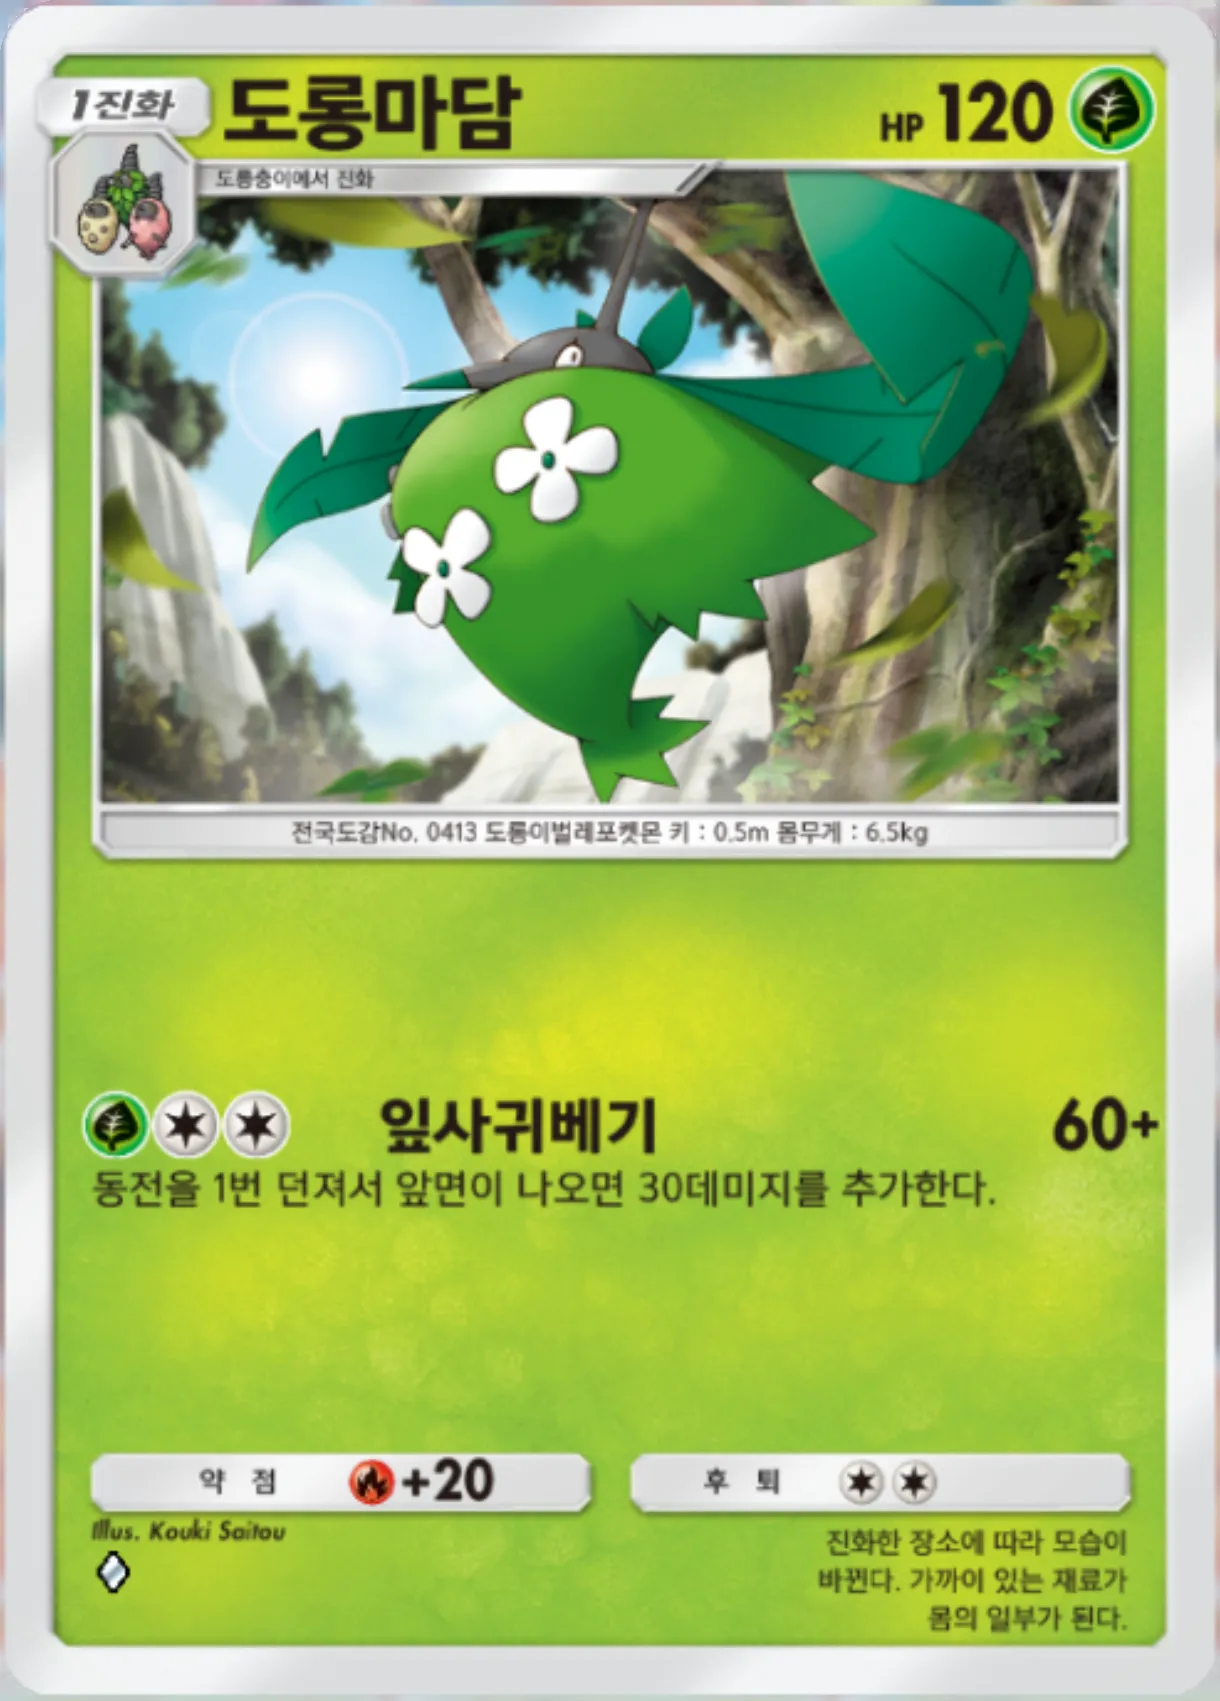 1진화
도롱마담
HP 120
도롱충이에서 진화
전국도감No. 0413 도롱이벌레포켓몬 키 : 0.5m 몸무게 : 6.5kg
잎사귀베기 60+
동전을 1번 던져서 앞면이 나오면 30데미지를 추가한다.
약점 +20
후퇴
Illus. Kouki Saitou
진화한 장소에 따라 모습이
바뀐다. 가까이 있는 재료가
몸의 일부가 된다.